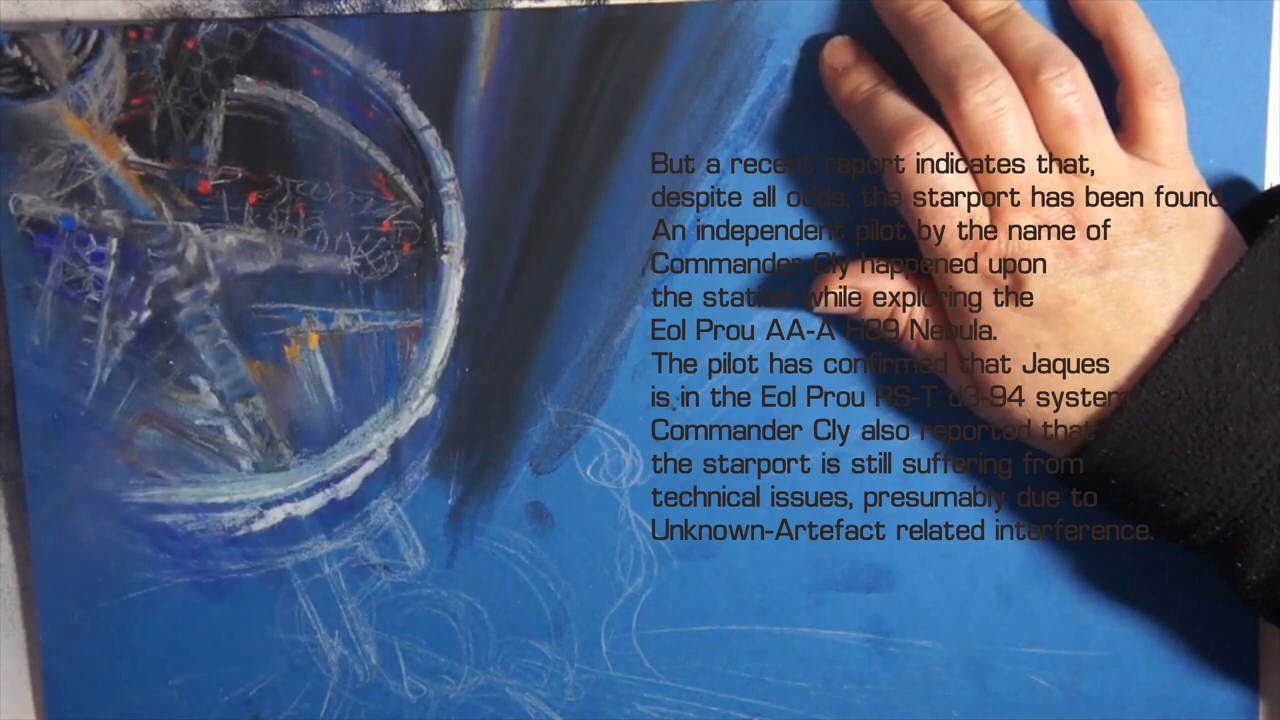 But a recent report indicates that,
despite all odds, the starport has been found.
An independent pilot by the name of
Commander Cly happened upon
the station while exploring the
Eol Prou AA-A H89 Nebula.
The pilot has confirmed that Jaques
is in the Eol Prou RS-T d3-94 system.
Commander Cly also reported that
the starport is still suffering from
technical issues, presumably due to
Unknown-Artefact related interference.